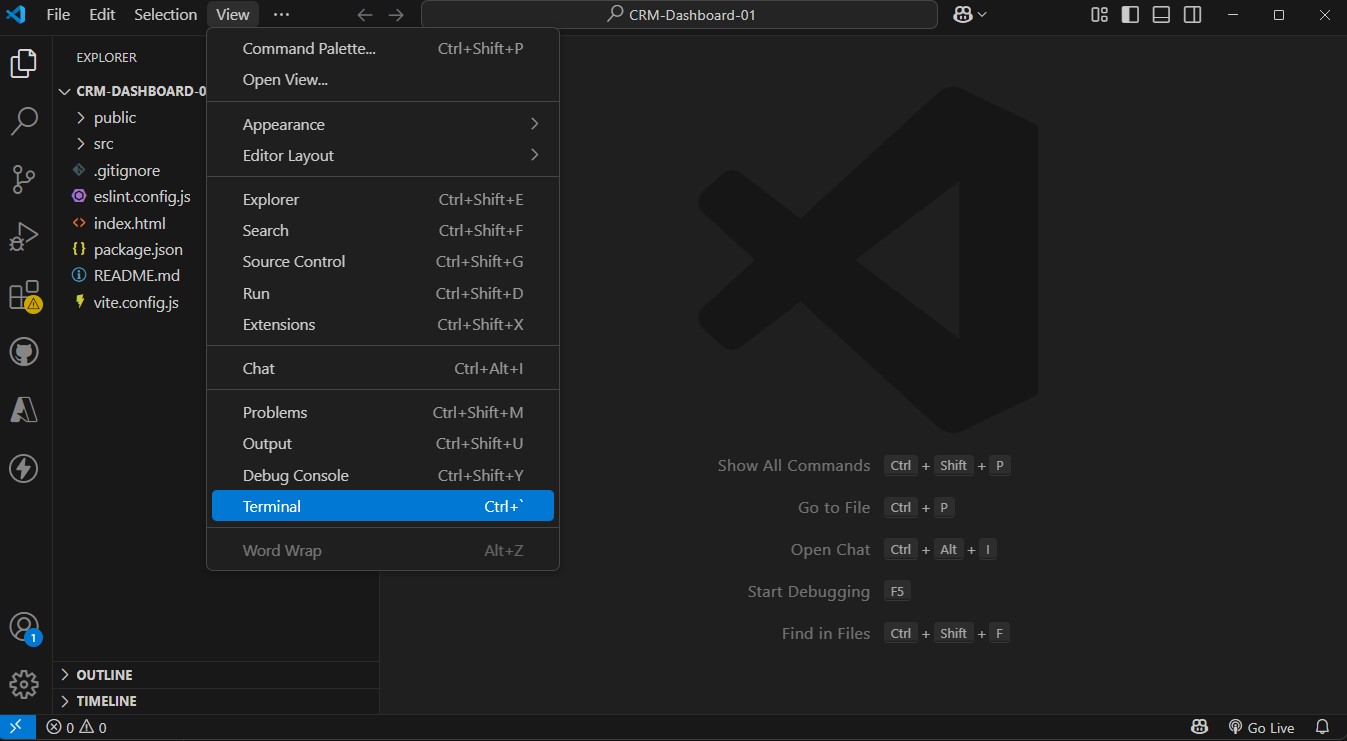 File Edit Selection View ··· CRM-Dashboard-01
EXPLORER
CRM-DASHBOARD-0
public
src
.gitignore
eslint.config.js
index.html
package.json
README.md
vite.config.js
Command Palette... Ctrl+Shift+P
Open View...
Appearance
Editor Layout
Explorer Ctrl+Shift+E
Search Ctrl+Shift+F
Source Control Ctrl+Shift+G
Run Ctrl+Shift+D
Extensions Ctrl+Shift+X
Chat Ctrl+Alt+I
Problems Ctrl+Shift+M
Output Ctrl+Shift+U
Debug Console Ctrl+Shift+Y
Terminal Ctrl+`
Word Wrap Alt+Z
Show All Commands Ctrl + Shift + P
Go to File Ctrl + P
Open Chat Ctrl + Alt + I
Start Debugging F5
Find in Files Ctrl + Shift + F
1
OUTLINE
TIMELINE
0 0 Go Live